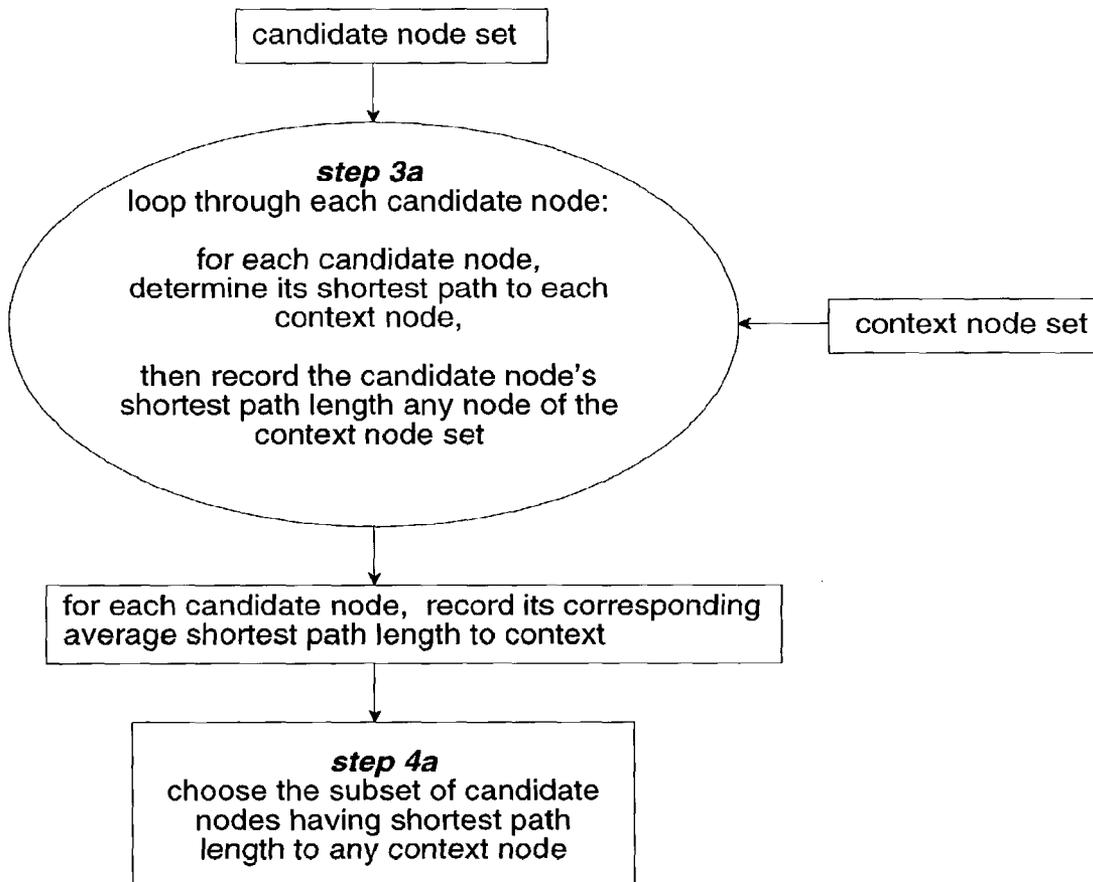 candidate node set
step 3a
loop through each candidate node:
for each candidate node,
determine its shortest path to each
context node,
then record the candidate node's
shortest path length any node of the
context node set
context node set
for each candidate node, record its corresponding
average shortest path length to context
step 4a
choose the subset of candidate
nodes having shortest path
length to any context node